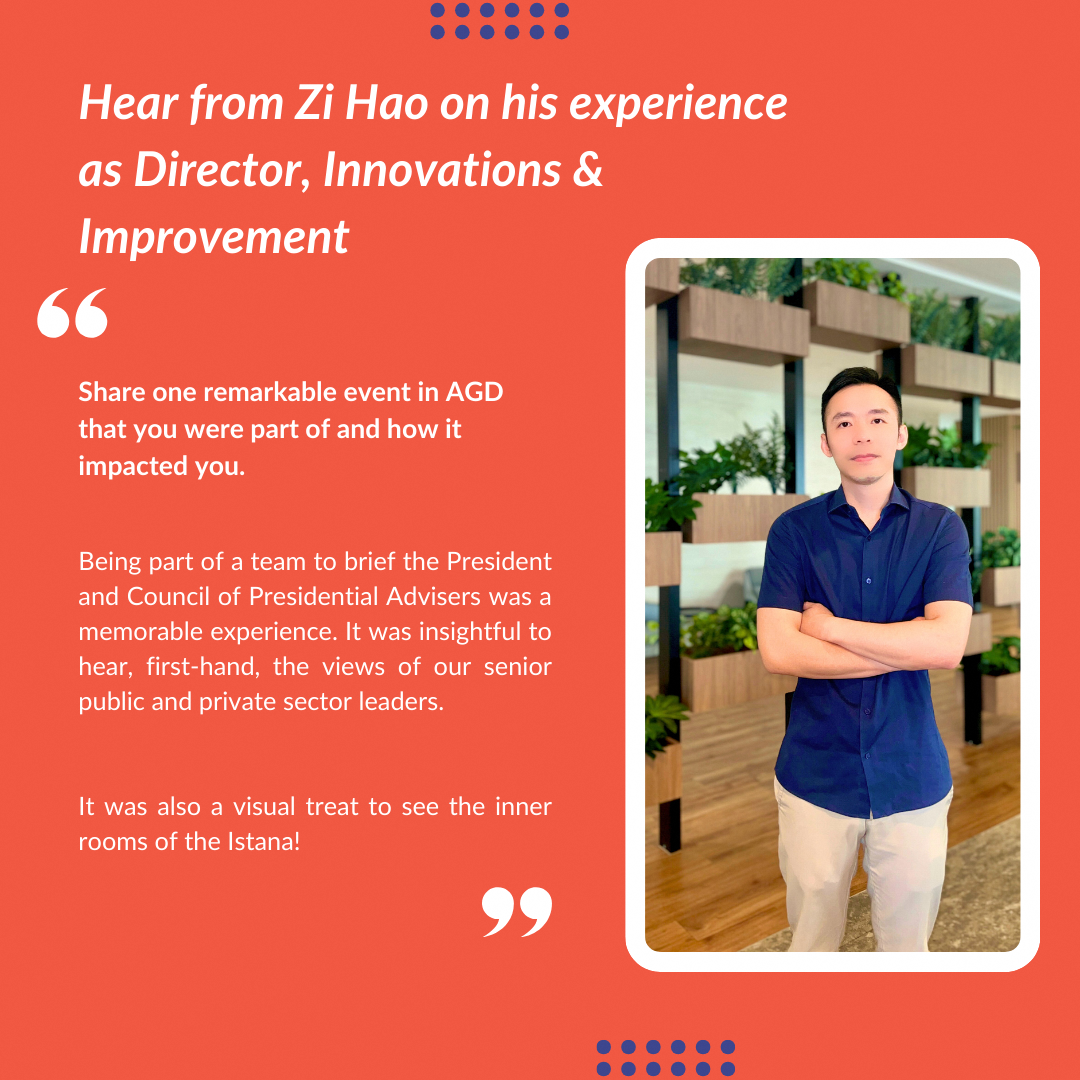 Hear from Zi Hao on his experience
as Director, Innovations &
Improvement
“
Share one remarkable event in AGD
that you were part of and how it
impacted you.
Being part of a team to brief the President
and Council of Presidential Advisers was a
memorable experience. It was insightful to
hear, first-hand, the views of our senior
public and private sector leaders.
It was also a visual treat to see the inner
rooms of the Istana!
”